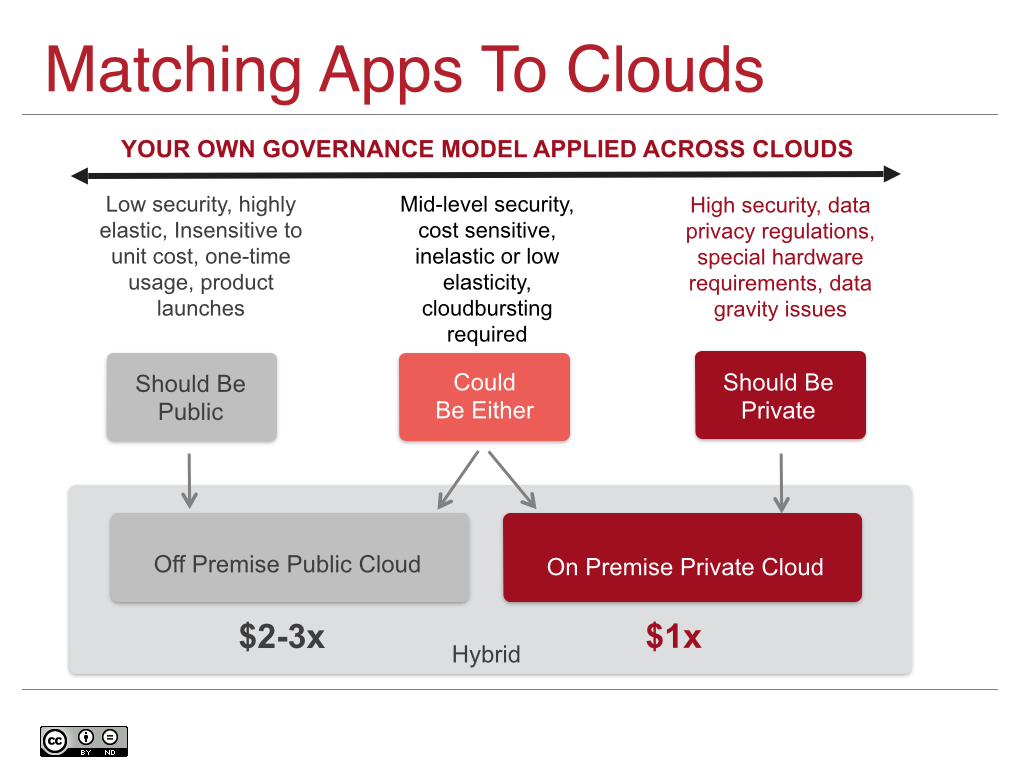 Matching Apps To Clouds
YOUR OWN GOVERNANCE MODEL APPLIED ACROSS CLOUDS
Low security, highly
elastic, Insensitive to
unit cost, one-time
usage, product
launches
Mid-level security,
cost sensitive,
inelastic or low
elasticity,
cloudbursting
required
High security, data
privacy regulations,
special hardware
requirements, data
gravity issues
Should Be
Public
Could
Be Either
Should Be
Private
Off Premise Public Cloud
On Premise Private Cloud
$2-3x
$1x
Hybrid
cc
BY ND